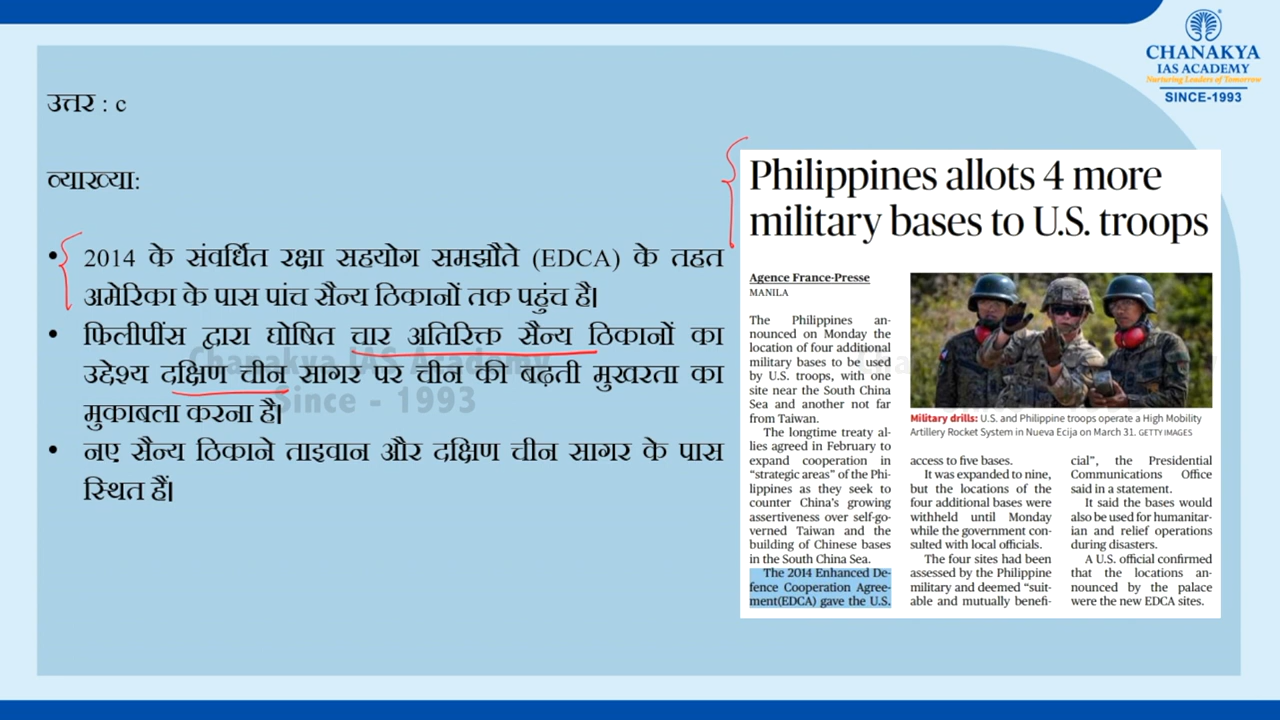 CHANAKYA
IAS ACADEMY
Nurturing Leaders of Tomorrow
SINCE-1993
उत्तर : c
व्याख्या:
• 2014 के संवर्धित रक्षा सहयोग समझौते (EDCA) के तहत
अमेरिका के पास पांच सैन्य ठिकानों तक पहुंच है।
• फिलीपींस द्वारा घोषित चार अतिरिक्त सैन्य ठिकानों का
उद्देश्य दक्षिण चीन सागर पर चीन की बढ़ती मुखरता का
मुकाबला करना है।
• नए सैन्य ठिकाने ताइवान और दक्षिण चीन सागर के पास
स्थित हैं।
Chanakya IAS Academy
Since - 1993
Philippines allots 4 more
military bases to U.S. troops
Agence France-Presse
MANILA
The Philippines an-
nounced on Monday the
location of four additional
military bases to be used
by U.S. troops, with one
site near the South China
Sea and another not far
from Taiwan.
The longtime treaty al-
lies agreed in February to
expand cooperation in
“strategic areas” of the Phi-
lippines as they seek to
counter China’s growing
assertiveness over self-go-
verned Taiwan and the
building of Chinese bases
in the South China Sea.
The 2014 Enhanced De-
fence Cooperation Agree-
ment(EDCA) gave the U.S.
Military drills: U.S. and Philippine troops operate a High Mobility
Artillery Rocket System in Nueva Ecija on March 31. GETTY IMAGES
access to five bases.
It was expanded to nine,
but the locations of the
four additional bases were
withheld until Monday
while the government con-
sulted with local officials.
The four sites had been
assessed by the Philippine
military and deemed “suit-
able and mutually benefi-
cial”, the Presidential
Communications Office
said in a statement.
It said the bases would
also be used for humanitar-
ian and relief operations
during disasters.
A U.S. official confirmed
that the locations an-
nounced by the palace
were the new EDCA sites.